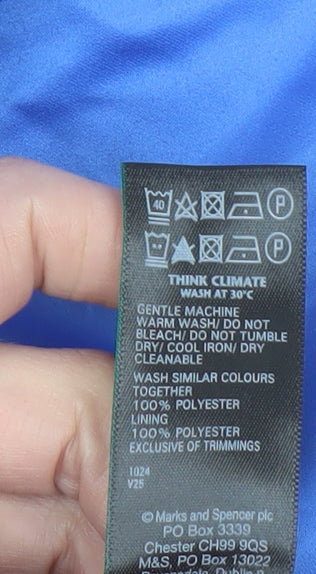 40 P
P
THINK CLIMATE
WASH AT 30°C
GENTLE MACHINE
WARM WASH/ DO NOT
BLEACH/ DO NOT TUMBLE
DRY/ COOL IRON/ DRY
CLEANABLE
WASH SIMILAR COLOURS
TOGETHER
100% POLYESTER
LINING
100% POLYESTER
EXCLUSIVE OF TRIMMINGS
1024
V25
© Marks and Spencer plc
PO Box 3339
Chester CH99 9QS
M&S, PO Box 13022